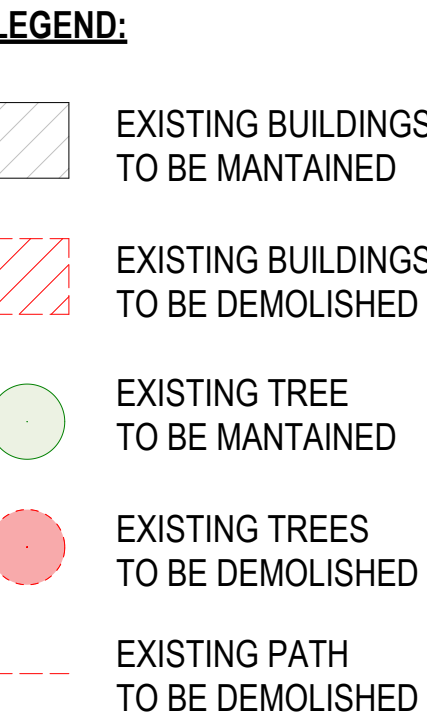 LEGEND:
EXISTING BUILDINGS
TO BE MANTAINED
EXISTING BUILDINGS
TO BE DEMOLISHED
EXISTING TREE
TO BE MANTAINED
EXISTING TREES
TO BE DEMOLISHED
EXISTING PATH
TO BE DEMOLISHED